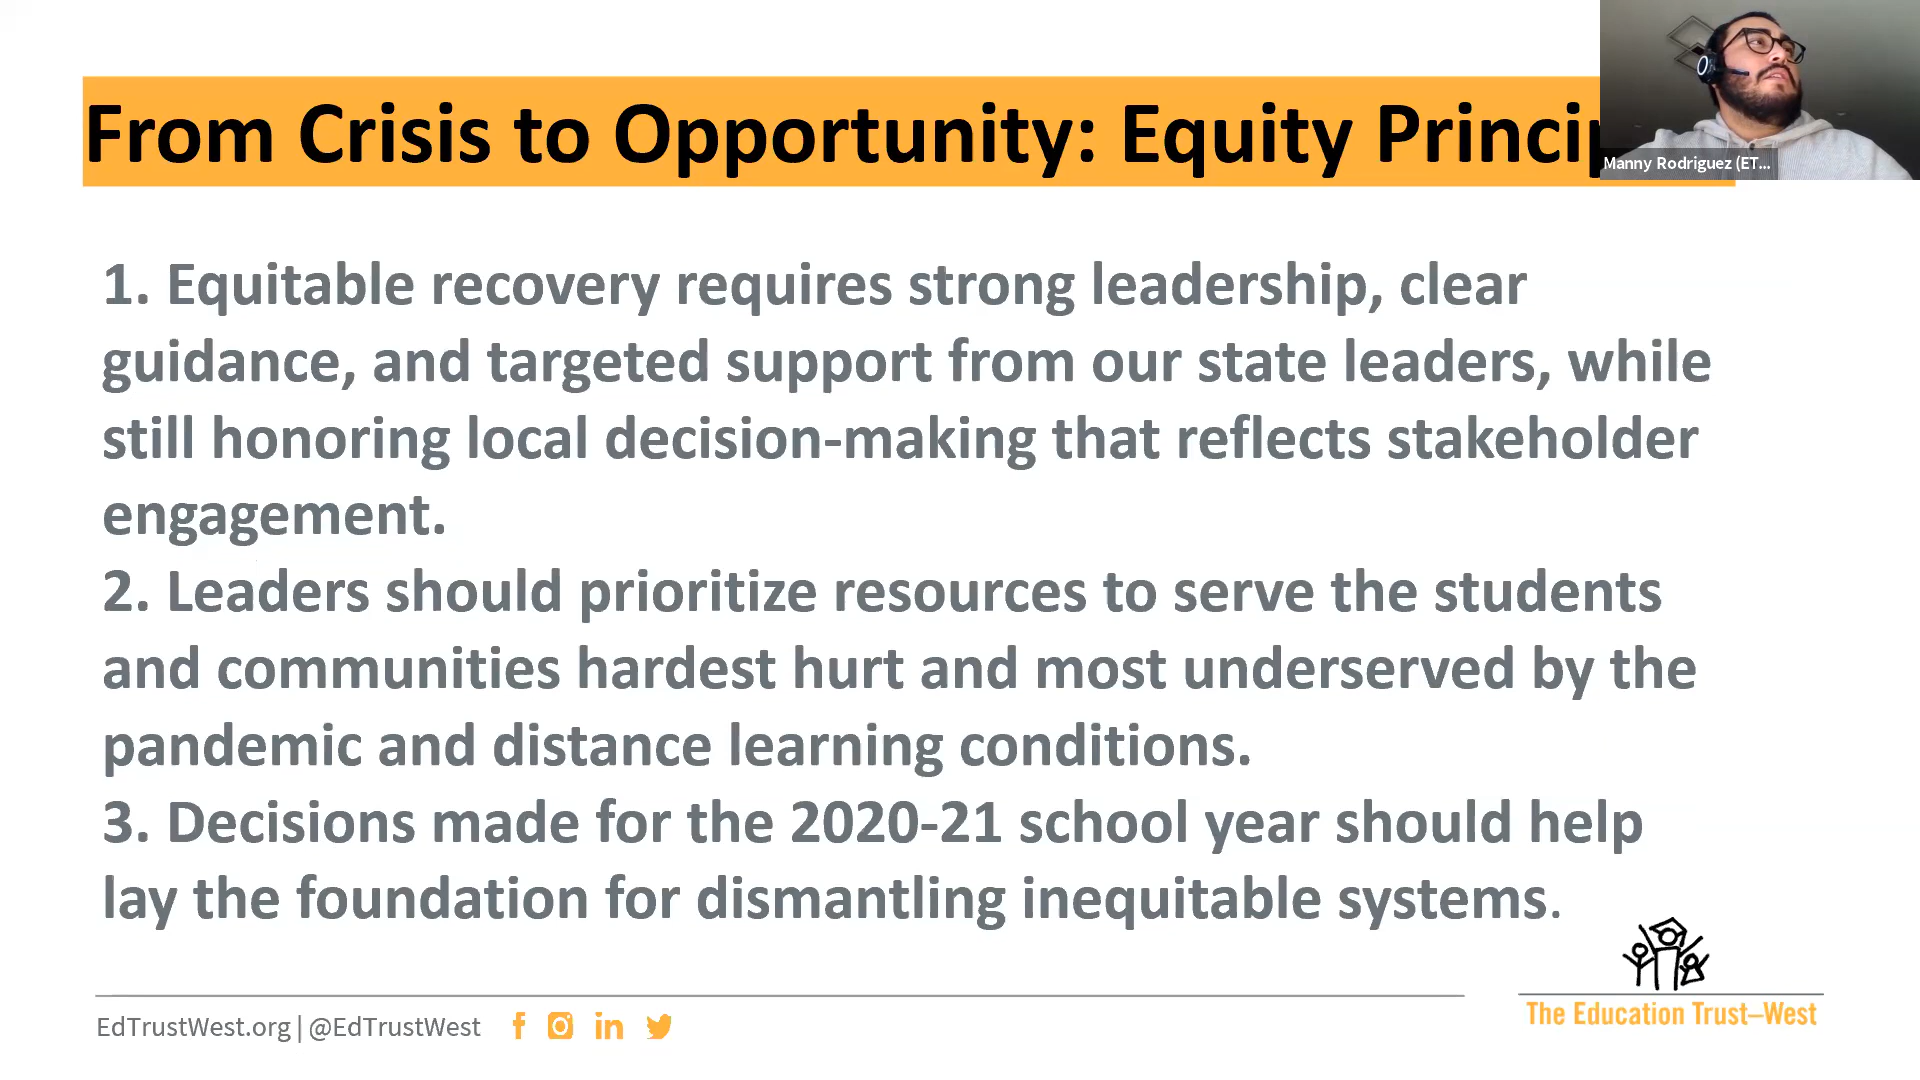 From Crisis to Opportunity: Equity
Manny Rodriguez (ET...
1. Equitable recovery requires strong leadership, clear
guidance, and targeted support from our state leaders, while
still honoring local decision-making that reflects stakeholder
engagement.
2. Leaders should prioritize resources to serve the students
and communities hardest hurt and most underserved by the
pandemic and distance learning conditions.
3. Decisions made for the 2020-21 school year should help
lay the foundation for dismantling inequitable systems.
EdTrustWest.org | @EdTrustWest
The Education Trust–West